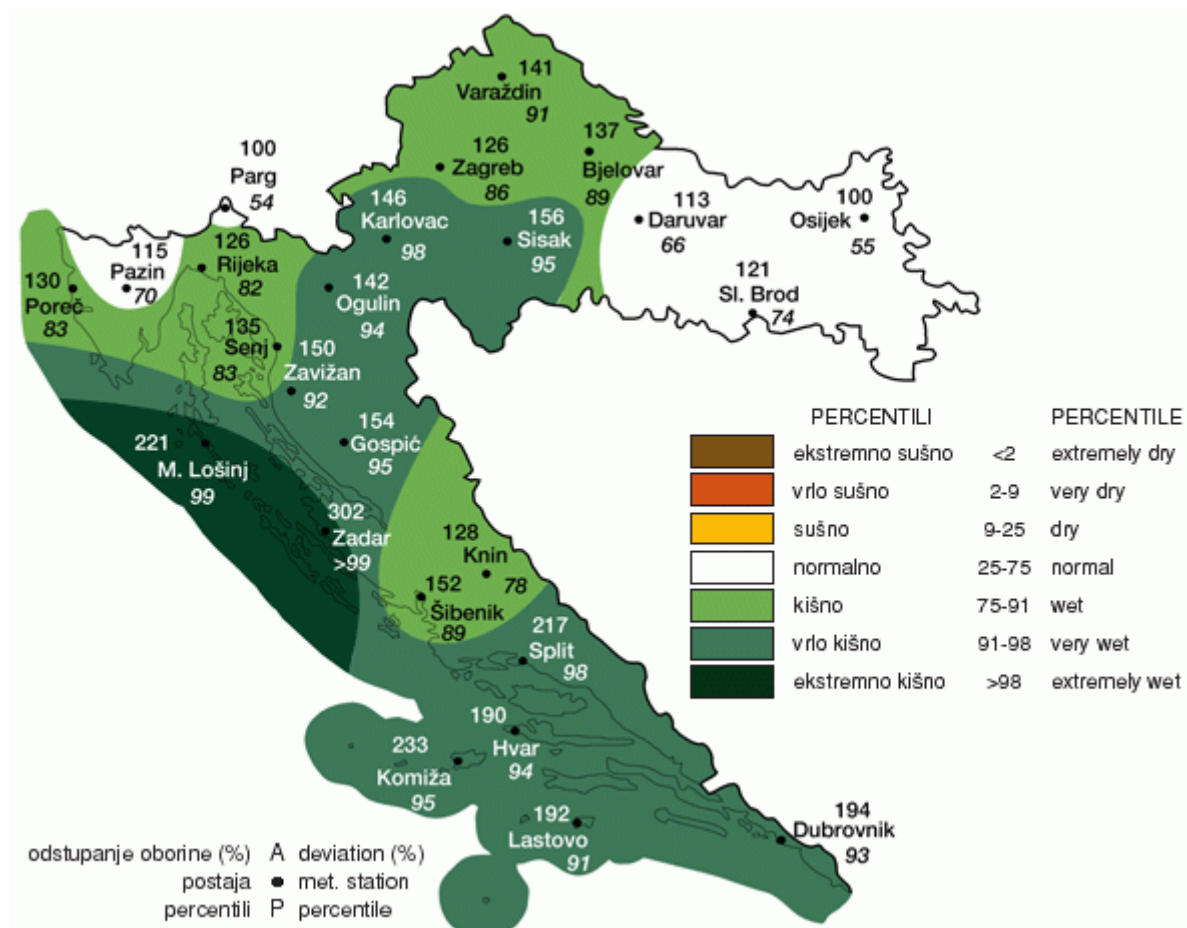 141
Varaždin
91
137
Bjelovar
89
126
Zagreb
86
100
Parg
54
146
Karlovac
98
156
Sisak
95
113
Daruvar
66
100
Osijek
55
121
Sl. Brod
74
115
Pazin
70
126
Rijeka
82
130
Poreč
83
142
Ogulin
94
135
Senj
83
150
Zavižan
92
154
Gospić
95
221
M. Lošinj
99
302
Zadar
>99
128
Knin
78
152
Šibenik
89
217
Split
98
190
Hvar
94
233
Komiža
95
192
Lastovo
91
194
Dubrovnik
93
PERCENTILI PERCENTILE
ekstremno sušno <2 extremely dry
vrlo sušno 2-9 very dry
sušno 9-25 dry
normalno 25-75 normal
kišno 75-91 wet
vrlo kišno 91-98 very wet
ekstremno kišno >98 extremely wet
odstupanje oborine (%) A deviation (%)
postaja ● met. station
percentili P percentile